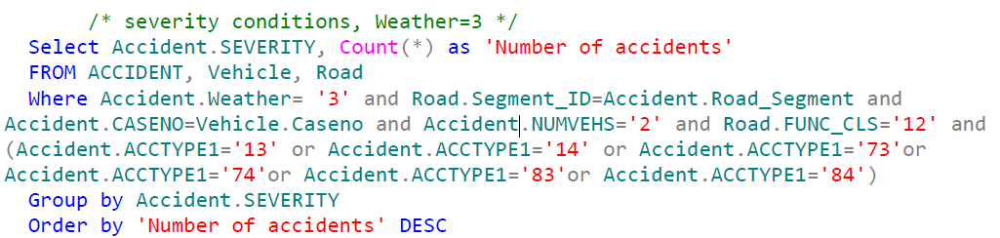 /* severity conditions, Weather=3 */
Select Accident.SEVERITY, Count(*) as 'Number of accidents'
FROM ACCIDENT, Vehicle, Road
Where Accident.Weather= '3' and Road.Segment_ID=Accident.Road_Segment and
Accident.CASENO=Vehicle.Caseno and Accident.NUMVEHS='2' and Road.FUNC_CLS='12' and
(Accident.ACCTYPE1='13' or Accident.ACCTYPE1='14' or Accident.ACCTYPE1='73'or
Accident.ACCTYPE1='74'or Accident.ACCTYPE1='83'or Accident.ACCTYPE1='84')
Group by Accident.SEVERITY
Order by 'Number of accidents' DESC